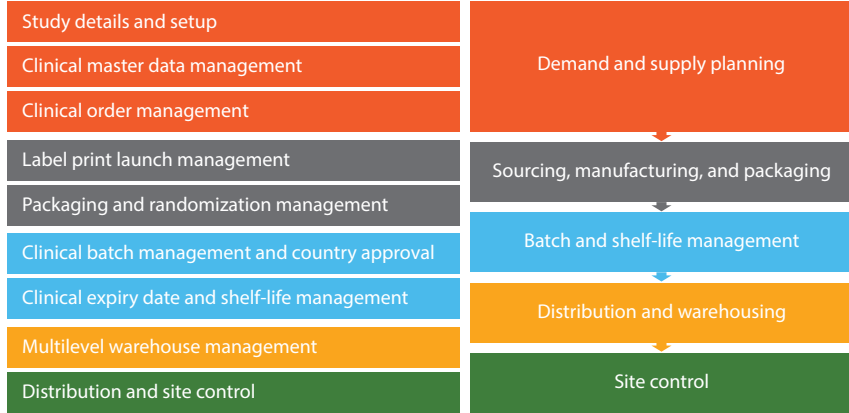 Study details and setup
Clinical master data management
Clinical order management
Label print launch management
Packaging and randomization management
Clinical batch management and country approval
Clinical expiry date and shelf-life management
Multilevel warehouse management
Distribution and site control
Demand and supply planning
Sourcing, manufacturing, and packaging
Batch and shelf-life management
Distribution and warehousing
Site control